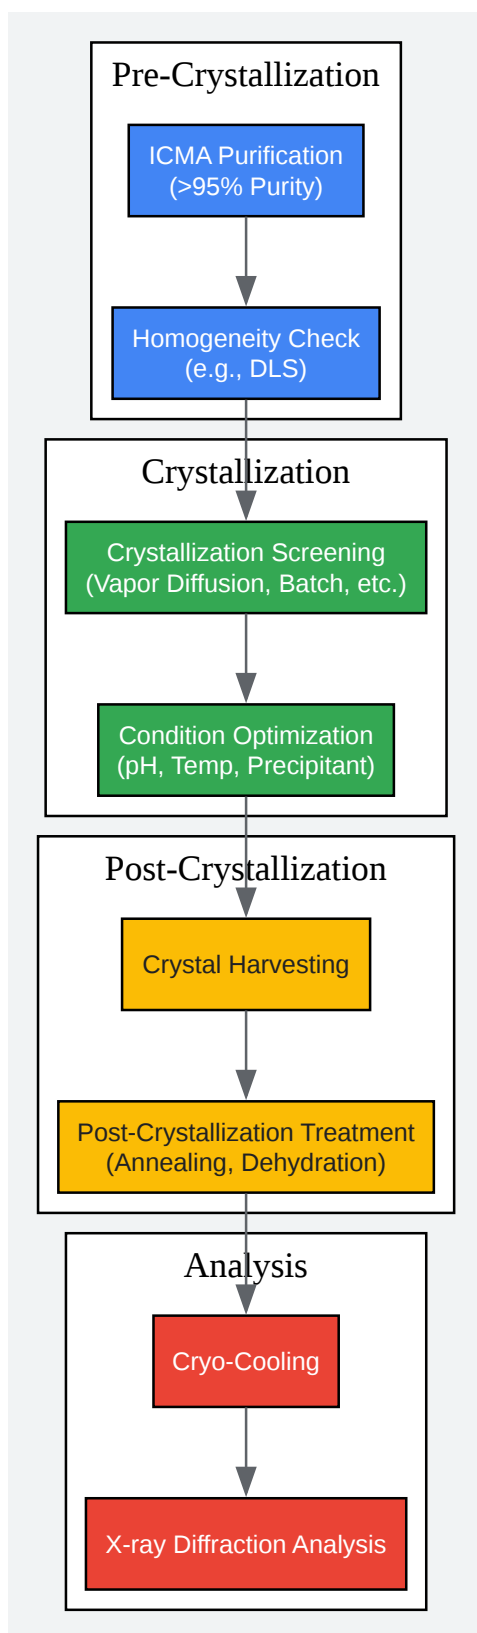 Pre-Crystallization
ICMA Purification
(>95% Purity)
Homogeneity Check
(e.g., DLS)
Crystallization
Crystallization Screening
(Vapor Diffusion, Batch, etc.)
Condition Optimization
(pH, Temp, Precipitant)
Post-Crystallization
Crystal Harvesting
Post-Crystallization Treatment
(Annealing, Dehydration)
Analysis
Cryo-Cooling
X-ray Diffraction Analysis